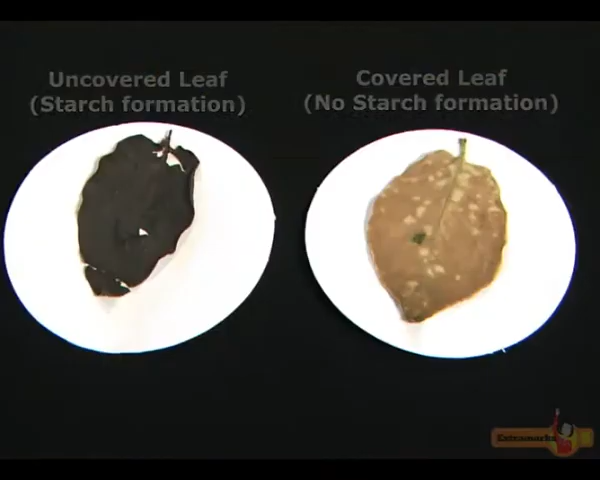 Uncovered Leaf
(Starch formation)
Covered Leaf
(No Starch formation)
Extramarks